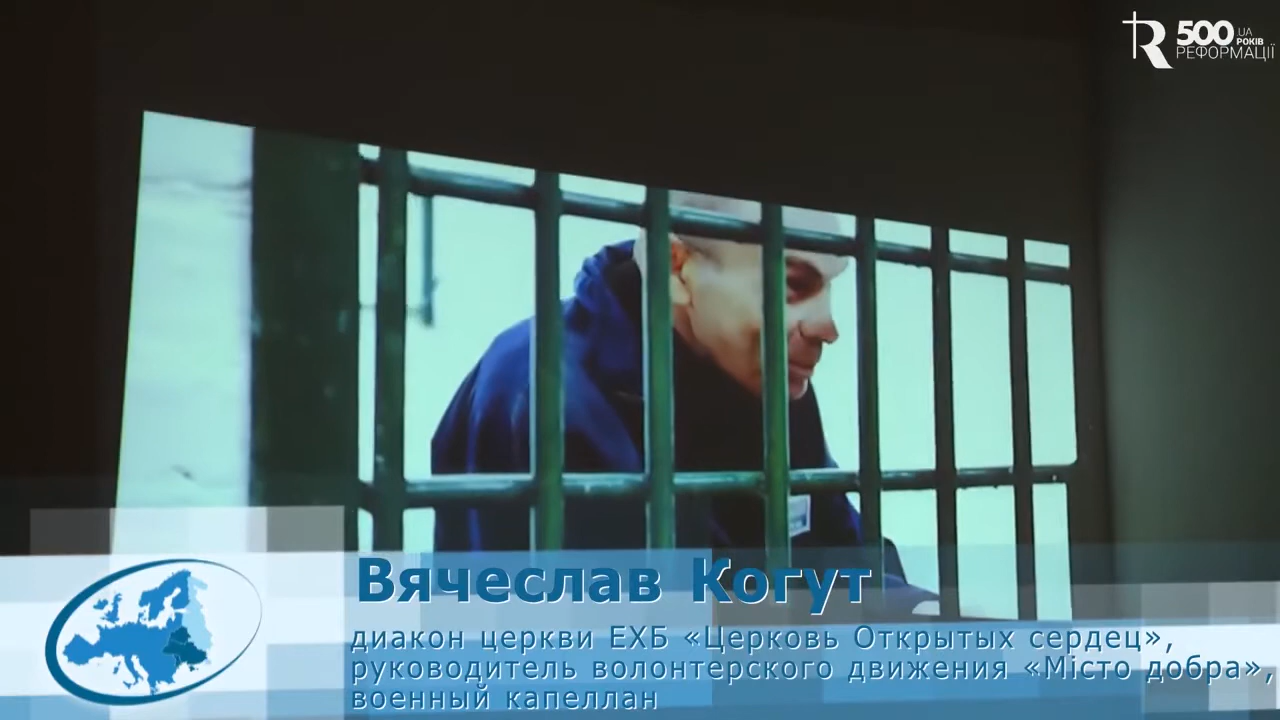 500 UA
РОКІВ
РЕФОРМАЦІЇ
Вячеслав Когут
диакон церкви ЕХБ «Церковь Открытых сердец»,
руководитель волонтерского движения «Місто добра»,
военный капеллан